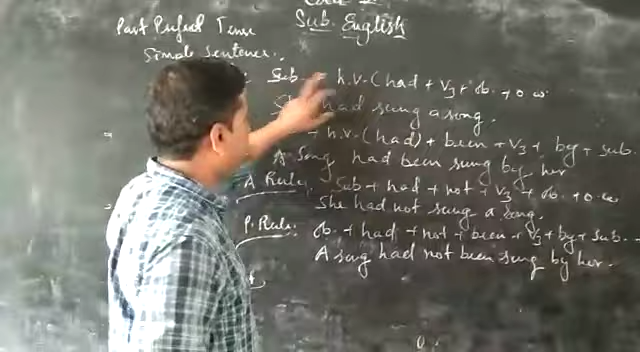 Sub. English
Past Perfect Tense
Simple Sentence.
Sub + h.v.(had + V3 + ob. + o.w.
She had sung a song.
+ h.v.(had) + been + V3 + by + sub.
A song had been sung by her
A Rule: Sub + had + not + V3 + ob. + o.w
She had not sung a song.
P. Rule: ob. + had + not + been + V3 + by + sub.
A song had not been sung by her.